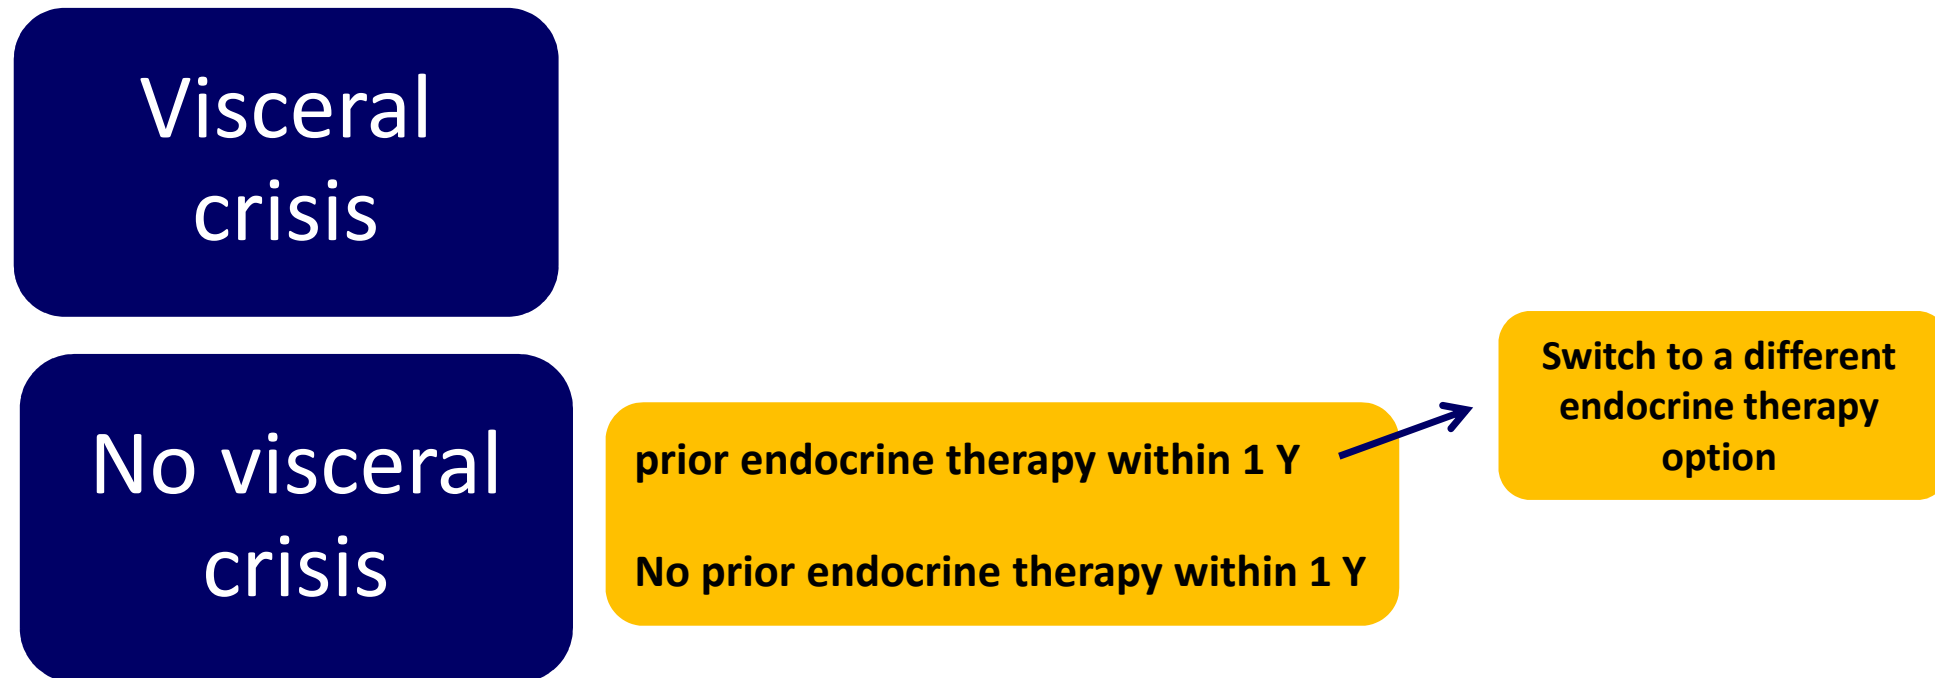 Visceral
crisis
No visceral
crisis
prior endocrine therapy within 1 Y
No prior endocrine therapy within 1 Y
Switch to a different
endocrine therapy
option